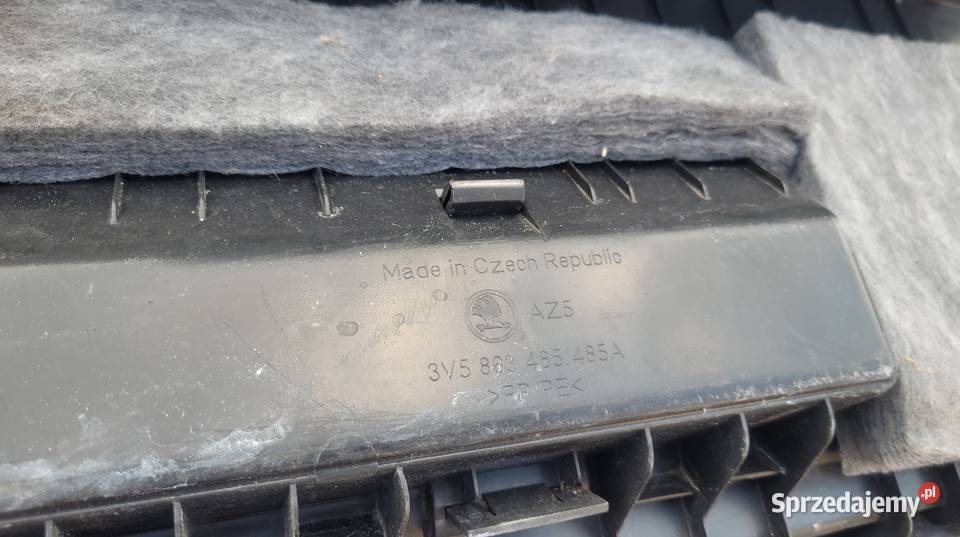 Made in Czech Republic
AZ5
3V5 863 485/485A
>PP PE<
Sprzedajemy.pl